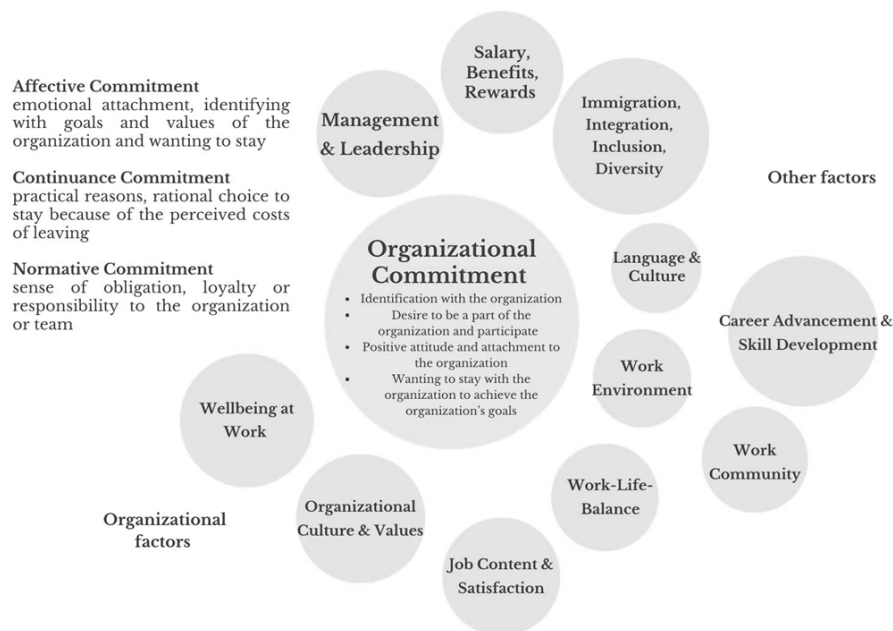 Affective Commitment
emotional attachment, identifying
with goals and values of the
organization and wanting to stay
Continuance Commitment
practical reasons, rational choice to
stay because of the perceived costs
of leaving
Normative Commitment
sense of obligation, loyalty or
responsibility to the organization
or team
Management
& Leadership
Salary,
Benefits,
Rewards
Immigration,
Integration,
Inclusion,
Diversity
Other factors
Organizational
Commitment
• Identification with the organization
• Desire to be a part of the
organization and participate
• Positive attitude and attachment to
the organization
• Wanting to stay with the
organization to achieve the
organization's goals
Language &
Culture
Career Advancement &
Skill Development
Work
Environment
Work
Community
Wellbeing at
Work
Organizational
Culture & Values
Work-Life-
Balance
Job Content &
Satisfaction
Organizational
factors